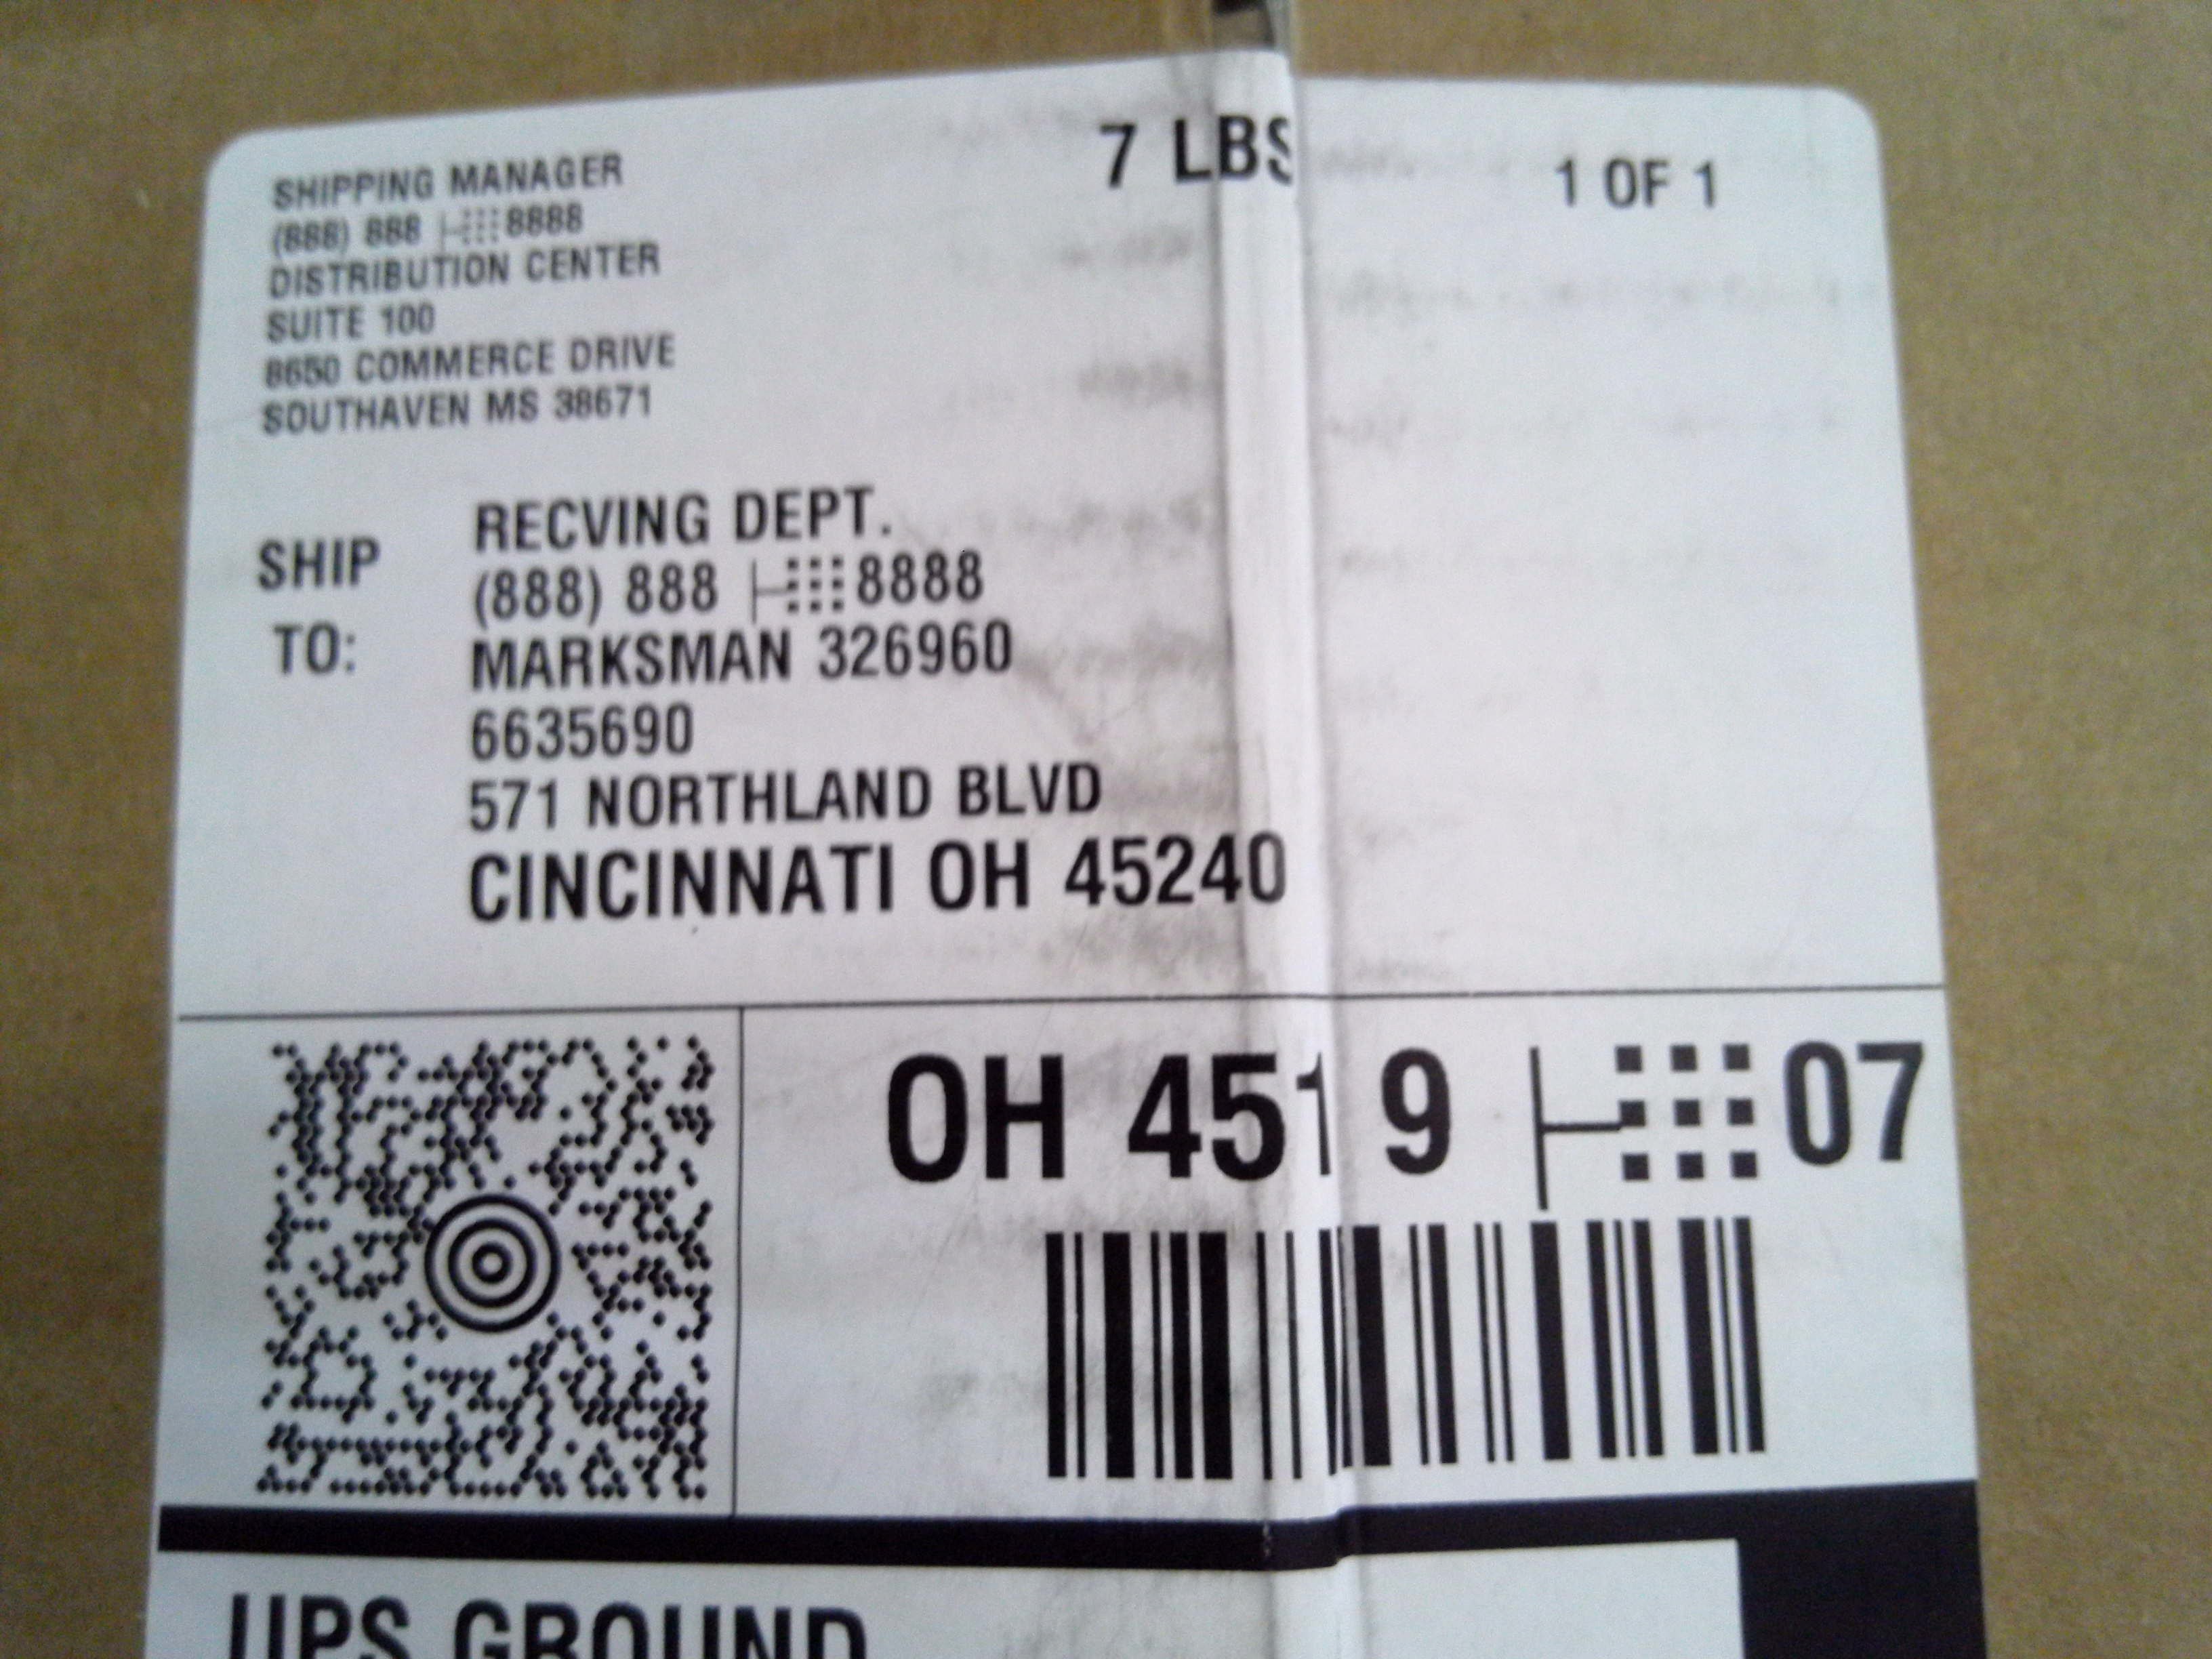 SHIPPING MANAGER
(888) 888 8888
DISTRIBUTION CENTER
SUITE 100
8650 COMMERCE DRIVE
SOUTHAVEN MS 38671
7 LBS
1 OF 1
SHIP TO:
RECVING DEPT.
(888) 888 8888
MARKSMAN 326960
6635690
571 NORTHLAND BLVD
CINCINNATI OH 45240
OH 451 9 07
UPS GROUND